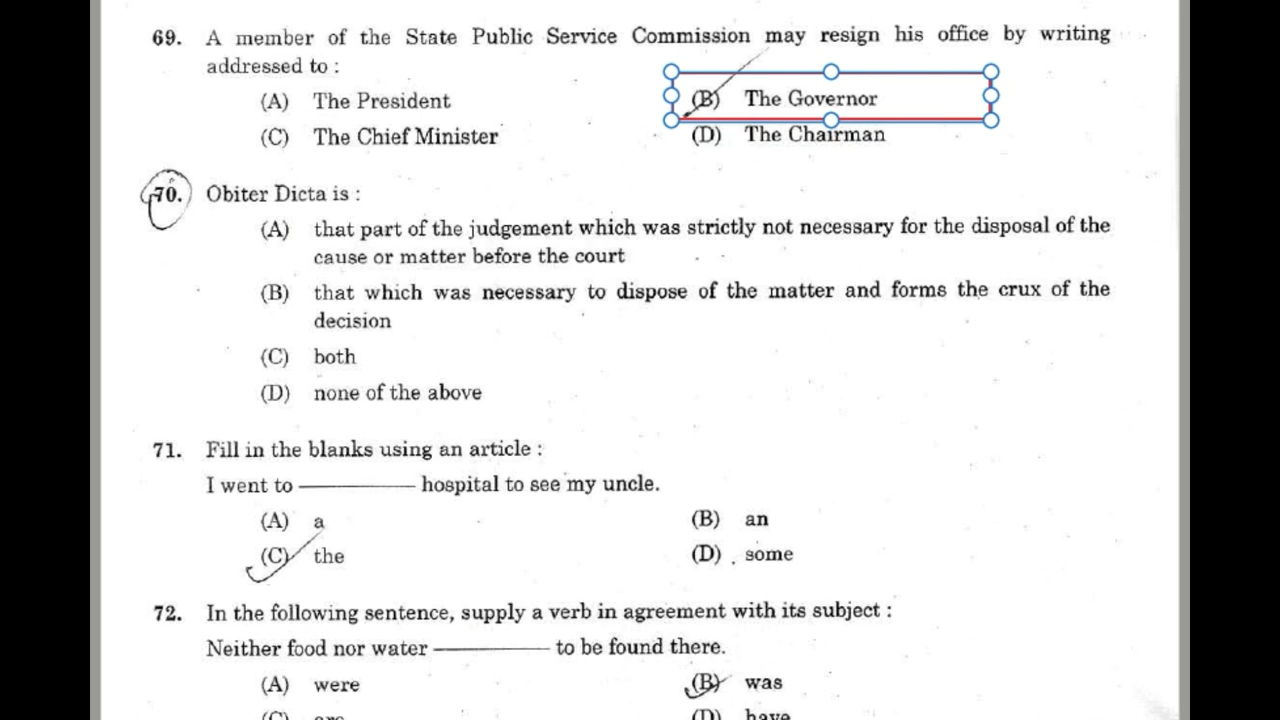 69. A member of the State Public Service Commission may resign his office by writing
addressed to :
(A) The President (B) The Governor
(C) The Chief Minister (D) The Chairman
70. Obiter Dicta is :
(A) that part of the judgement which was strictly not necessary for the disposal of the
cause or matter before the court
(B) that which was necessary to dispose of the matter and forms the crux of the
decision
(C) both
(D) none of the above
71. Fill in the blanks using an article :
I went to ———— hospital to see my uncle.
(A) a (B) an
(C) the (D) some
72. In the following sentence, supply a verb in agreement with its subject :
Neither food nor water ———— to be found there.
(A) were (B) was
(C) are (D) have